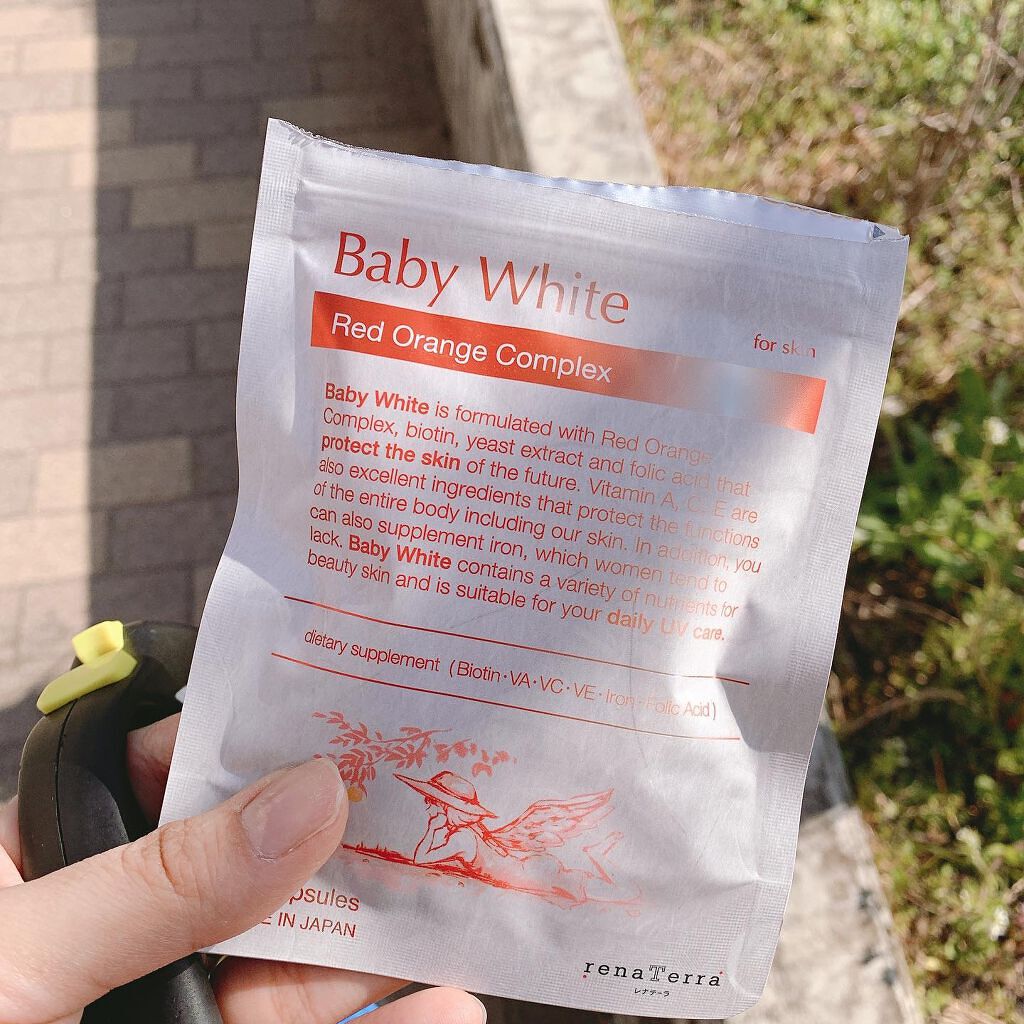 Baby White
for skin
Red Orange Complex
Baby White is formulated with Red Orange
Complex, biotin, yeast extract and folic acid that
protect the skin of the future. Vitamin A, C, E are
also excellent ingredients that protect the functions
of the entire body including our skin. In addition, you
can also supplement iron, which women tend to
lack. Baby White contains a variety of nutrients for
beauty skin and is suitable for your daily UV care.
dietary supplement (Biotin・VA・VC・VE・Iron・Folic Acid)
psules
E IN JAPAN
renaTerra
レナテーラ